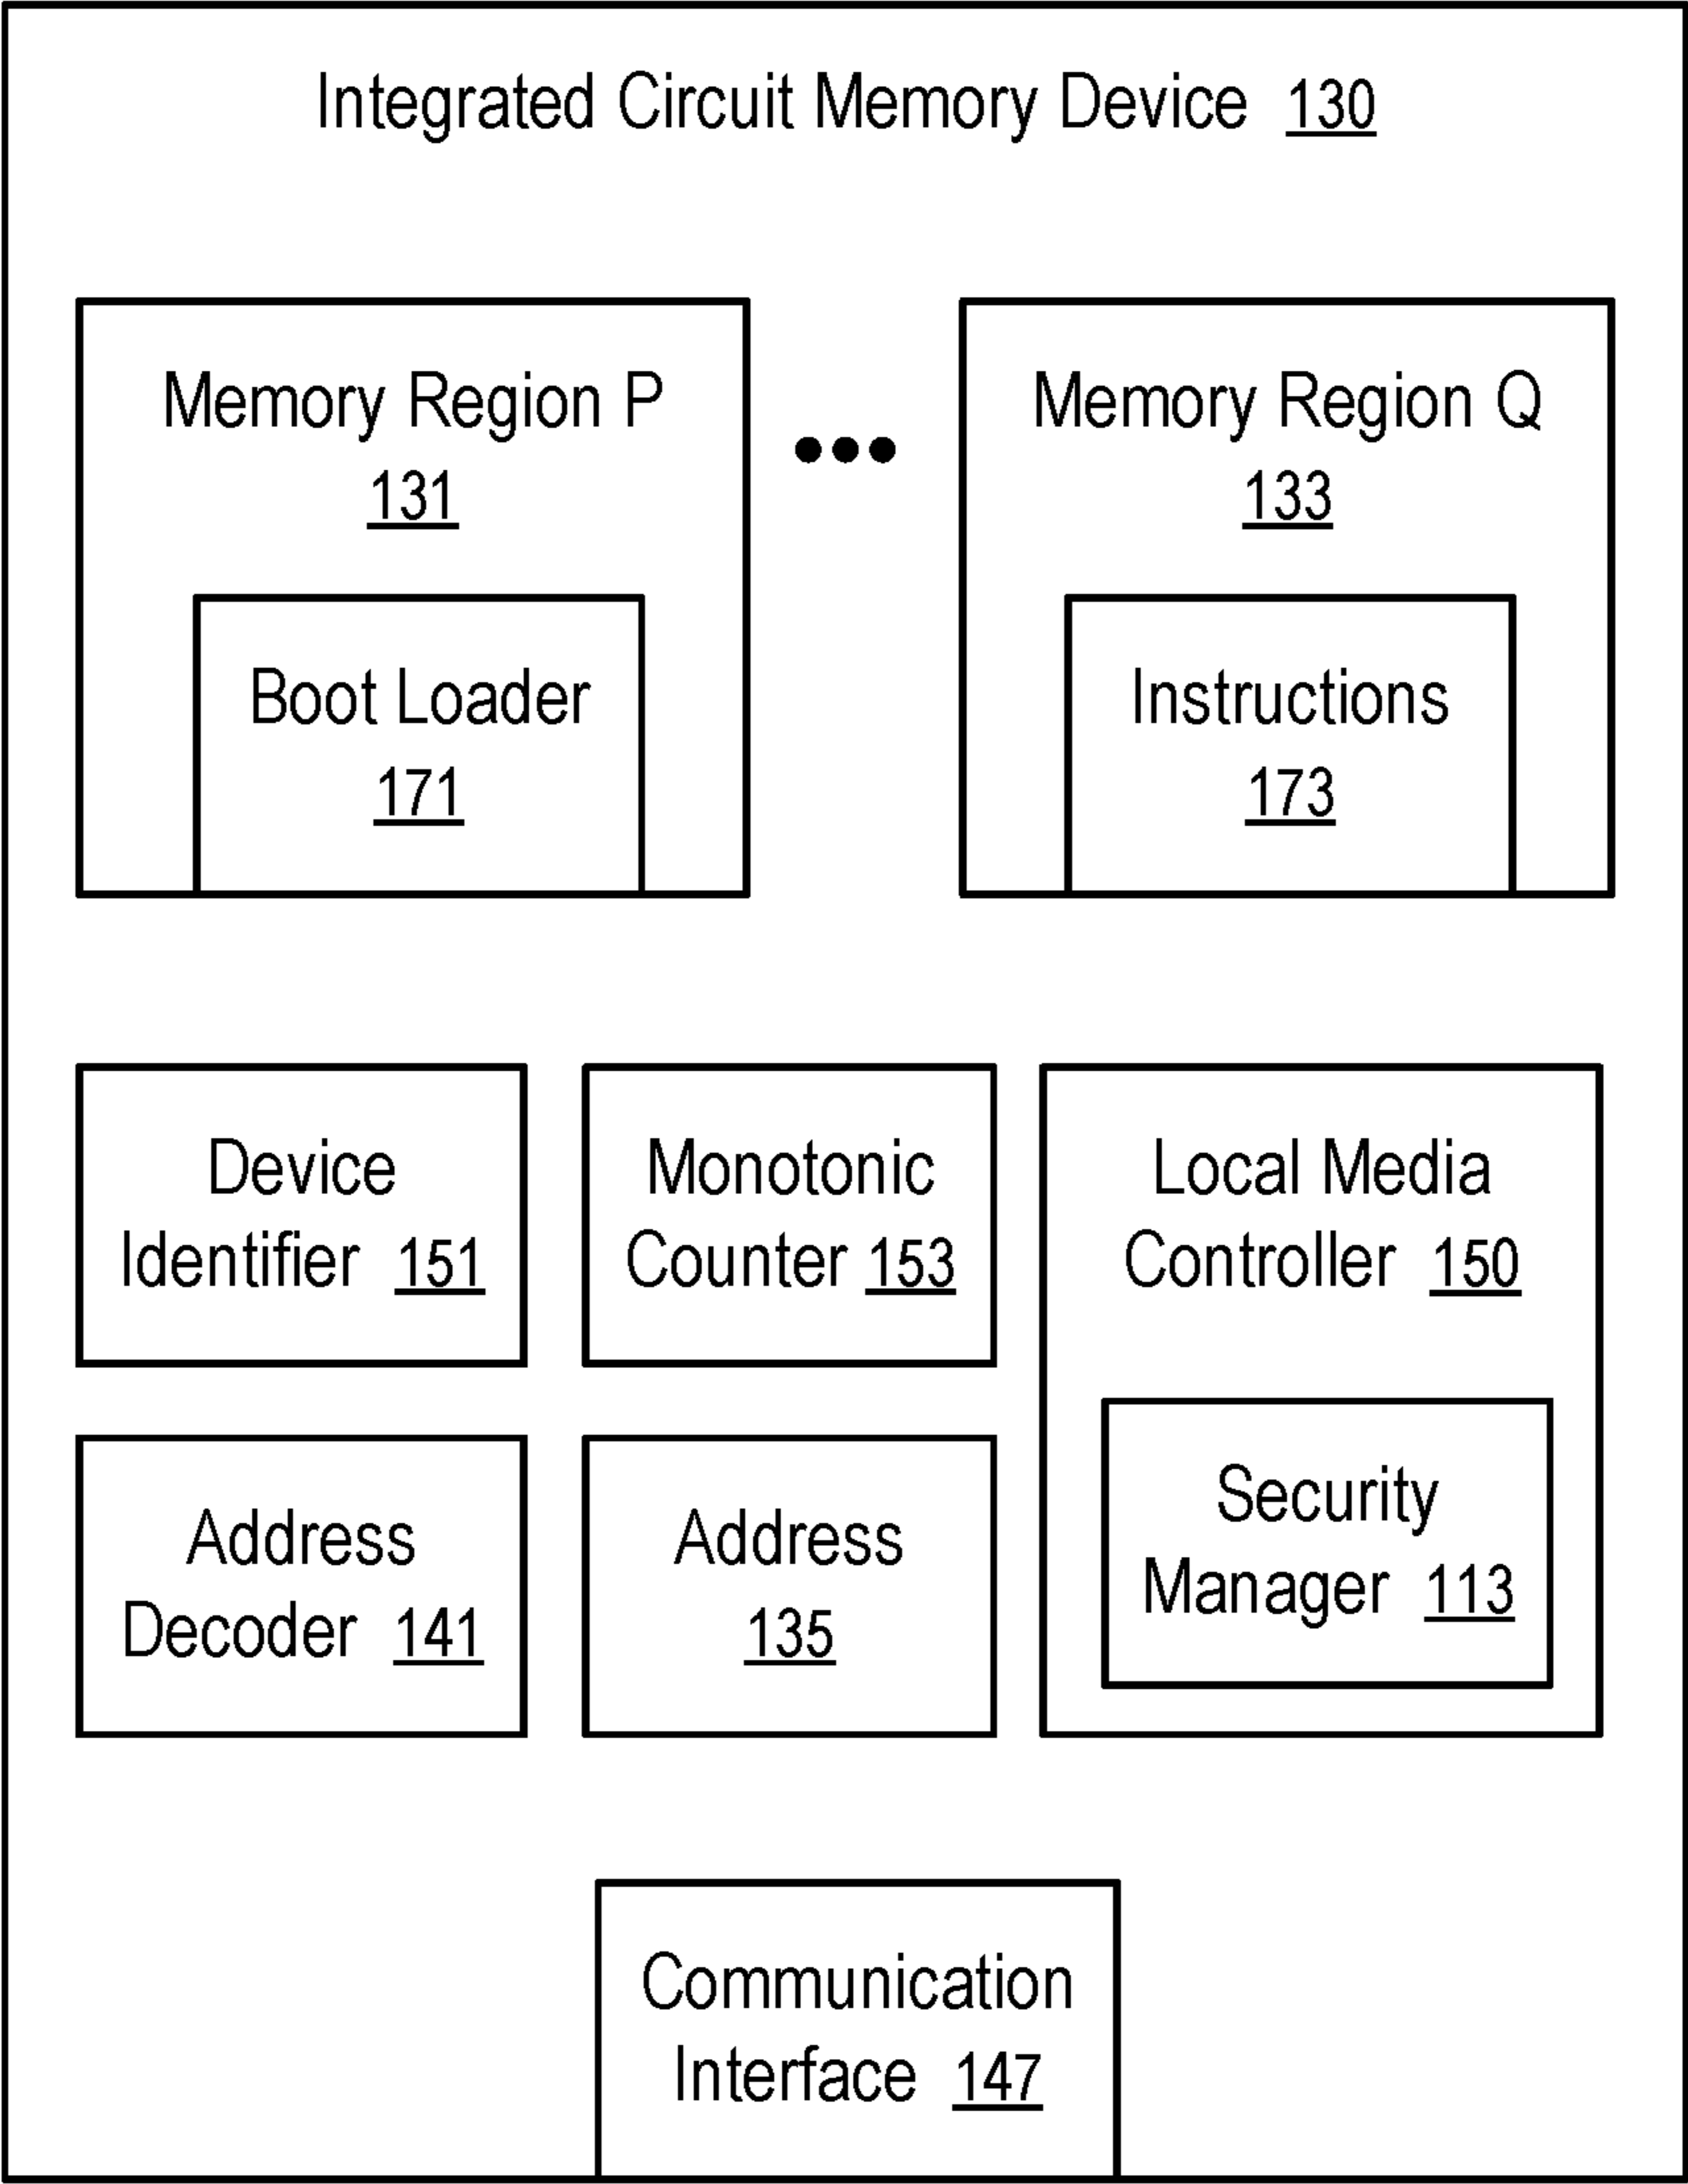 Integrated Circuit Memory Device 130
Memory Region P
131
Boot Loader
171
Memory Region Q
133
Instructions
173
Device
Identifier 151
Monotonic
Counter 153
Local Media
Controller 150
Security
Manager 113
Address
Decoder 141
Address
135
Communication
Interface 147